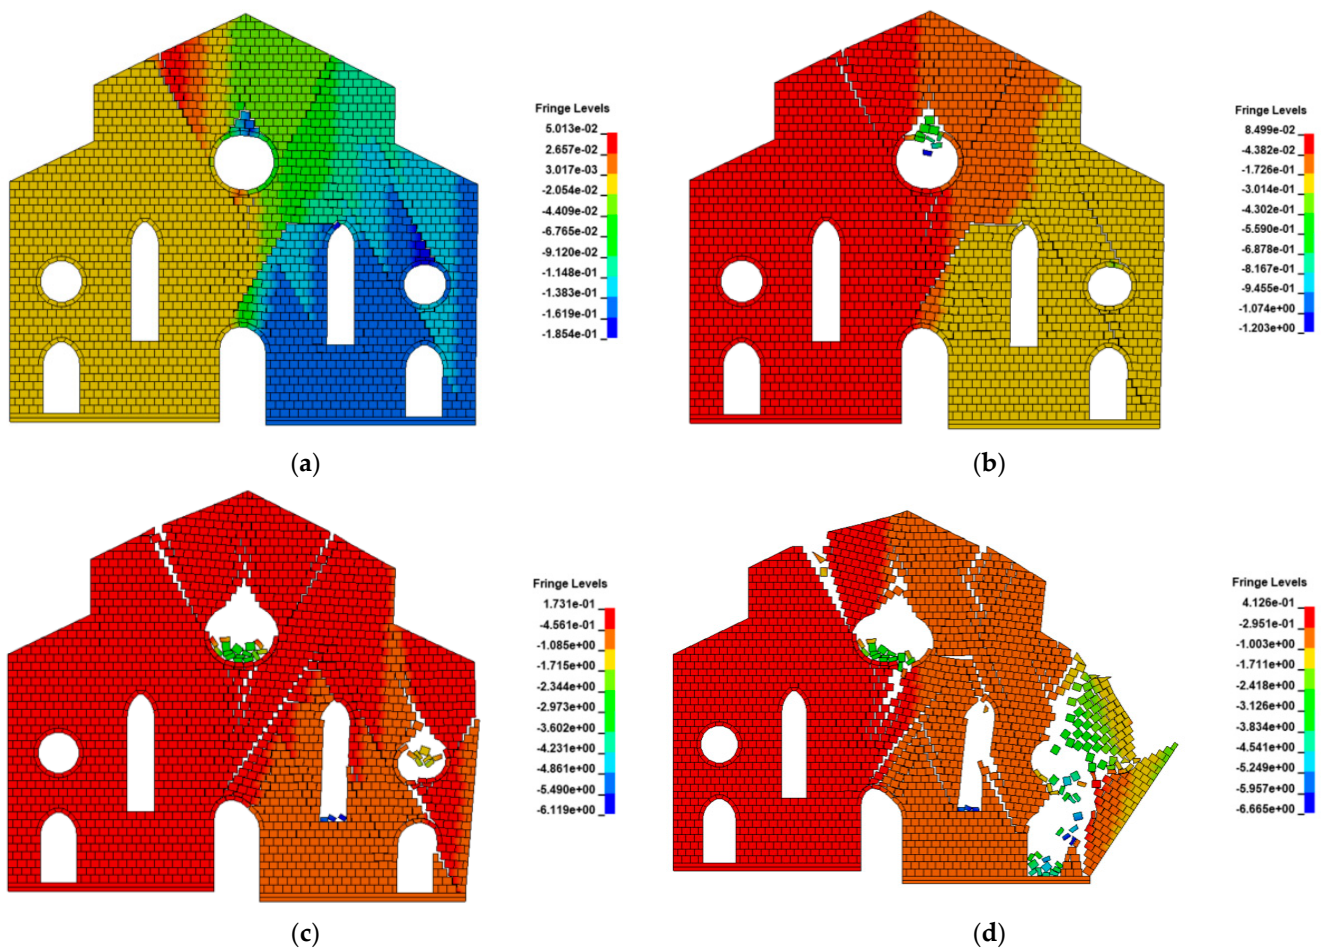 Fringe Levels
5.013e-02
2.657e-02
3.017e-03
-2.054e-02
-4.409e-02
-6.765e-02
-9.120e-02
-1.148e-01
-1.383e-01
-1.619e-01
-1.854e-01
(a)
Fringe Levels
8.499e-02
-4.382e-02
-1.726e-01
-3.014e-01
-4.302e-01
-5.590e-01
-6.878e-01
-8.167e-01
-9.455e-01
-1.074e+00
-1.203e+00
(b)
Fringe Levels
1.731e-01
-4.561e-01
-1.085e+00
-1.715e+00
-2.344e+00
-2.973e+00
-3.602e+00
-4.231e+00
-4.861e+00
-5.490e+00
-6.119e+00
(c)
Fringe Levels
4.126e-01
-2.951e-01
-1.003e+00
-1.711e+00
-2.418e+00
-3.126e+00
-3.834e+00
-4.541e+00
-5.249e+00
-5.957e+00
-6.665e+00
(d)